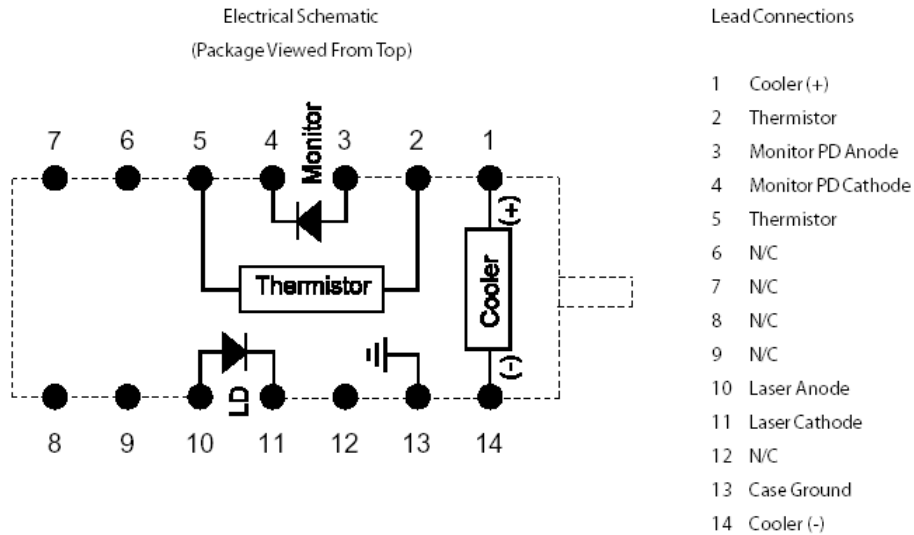 Electrical Schematic
(Package Viewed From Top)
7 6 5 4 3 2 1
Monitor
(+)
Thermistor
Cooler
(-)
LD
8 9 10 11 12 13 14
Lead Connections
1 Cooler (+)
2 Thermistor
3 Monitor PD Anode
4 Monitor PD Cathode
5 Thermistor
6 N/C
7 N/C
8 N/C
9 N/C
10 Laser Anode
11 Laser Cathode
12 N/C
13 Case Ground
14 Cooler (-)